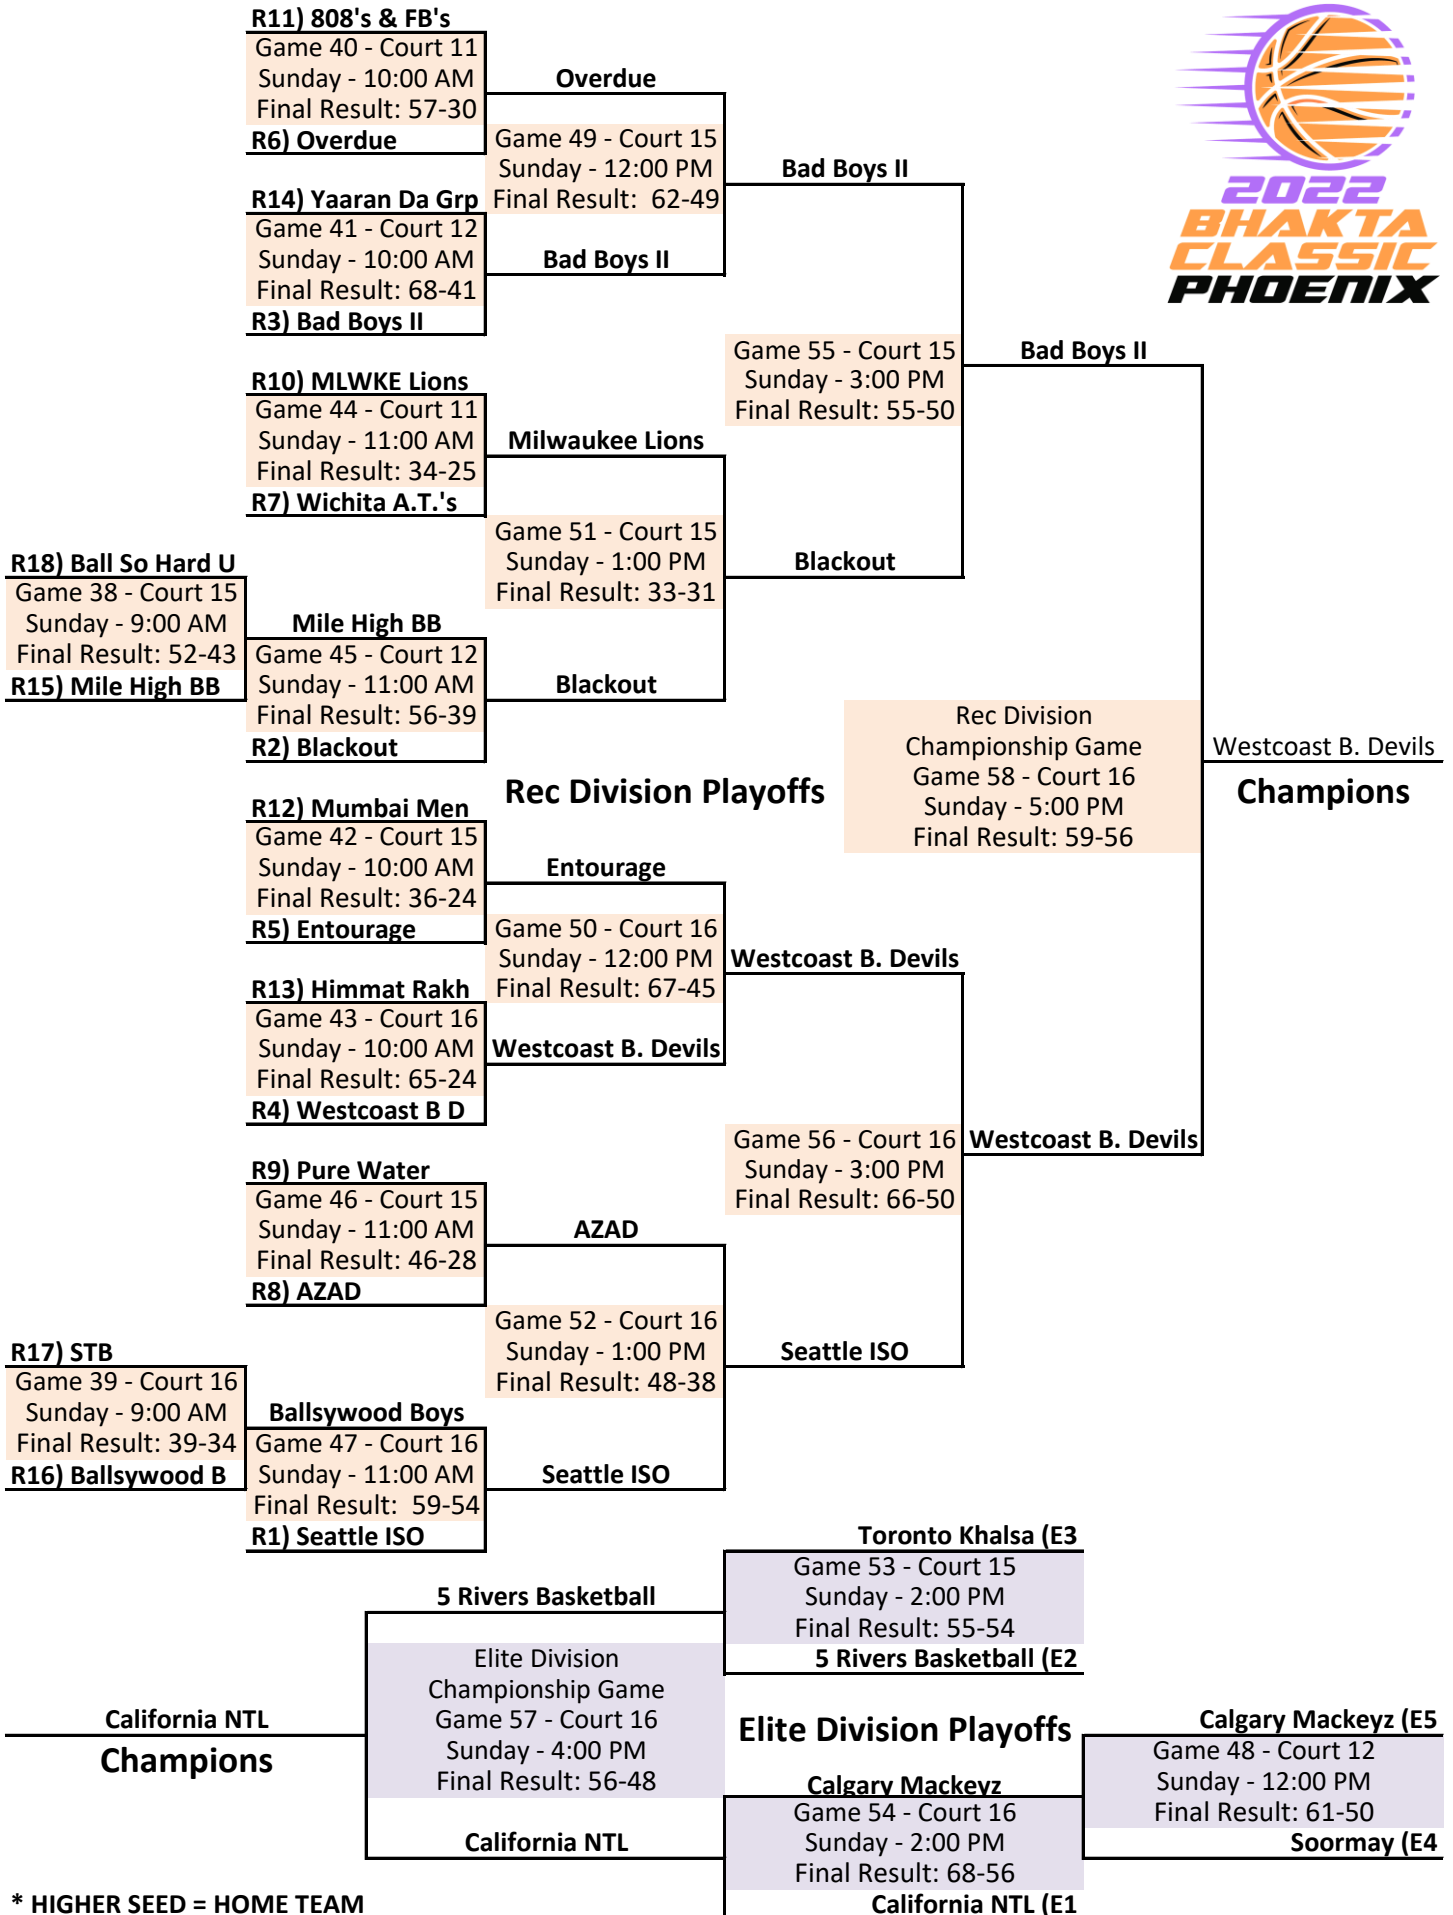 R11) 808's & FB's
Game 40 - Court 11
Sunday - 10:00 AM
Final Result: 57-30
R6) Overdue
Overdue
Game 49 - Court 15
Sunday - 12:00 PM
Final Result:  62-49
R14) Yaaran Da Grp
Game 41 - Court 12
Sunday - 10:00 AM
Final Result: 68-41
R3) Bad Boys II
Bad Boys II
Bad Boys II
2022
BHAKTA
CLASSIC
PHOENIX
R10) MLWKE Lions
Game 44 - Court 11
Sunday - 11:00 AM
Final Result: 34-25
R7) Wichita A.T.'s
Milwaukee Lions
Game 55 - Court 15
Sunday - 3:00 PM
Final Result: 55-50
Bad Boys II
Game 51 - Court 15
Sunday - 1:00 PM
Final Result: 33-31
Blackout
R18) Ball So Hard U
Game 38 - Court 15
Sunday - 9:00 AM
Final Result: 52-43
R15) Mile High BB
Mile High BB
Game 45 - Court 12
Sunday - 11:00 AM
Final Result: 56-39
R2) Blackout
Blackout
Rec Division
Championship Game
Game 58 - Court 16
Sunday - 5:00 PM
Final Result: 59-56
Westcoast B. Devils
Champions
Rec Division Playoffs
R12) Mumbai Men
Game 42 - Court 15
Sunday - 10:00 AM
Final Result: 36-24
R5) Entourage
Entourage
Game 50 - Court 16
Sunday - 12:00 PM
Final Result: 67-45
Westcoast B. Devils
R13) Himmat Rakh
Game 43 - Court 16
Sunday - 10:00 AM
Final Result: 65-24
R4) Westcoast B D
Westcoast B. Devils
Game 56 - Court 16
Sunday - 3:00 PM
Final Result: 66-50
Westcoast B. Devils
R9) Pure Water
Game 46 - Court 15
Sunday - 11:00 AM
Final Result: 46-28
R8) AZAD
AZAD
Game 52 - Court 16
Sunday - 1:00 PM
Final Result: 48-38
Seattle ISO
R17) STB
Game 39 - Court 16
Sunday - 9:00 AM
Final Result: 39-34
R16) Ballsywood B
Ballsywood Boys
Game 47 - Court 16
Sunday - 11:00 AM
Final Result:  59-54
R1) Seattle ISO
Seattle ISO
Toronto Khalsa (E3
Game 53 - Court 15
Sunday - 2:00 PM
Final Result: 55-54
5 Rivers Basketball (E2
5 Rivers Basketball
Elite Division
Championship Game
Game 57 - Court 16
Sunday - 4:00 PM
Final Result: 56-48
California NTL
Champions
Elite Division Playoffs
Calgary Mackeyz (E5
Game 48 - Court 12
Sunday - 12:00 PM
Final Result: 61-50
Soormay (E4
Calgary Mackeyz
Game 54 - Court 16
Sunday - 2:00 PM
Final Result: 68-56
California NTL (E1
California NTL
* HIGHER SEED = HOME TEAM